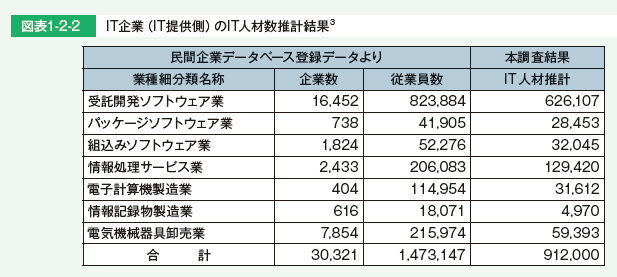 図表1-2-2 IT企業（IT提供側）のIT人材数推計結果3
民間企業データベース登録データより 本調査結果
業種細分類名称 企業数 従業員数 IT人材推計
受託開発ソフトウェア業 16,452 823,884 626,107
パッケージソフトウェア業 738 41,905 28,453
組込みソフトウェア業 1,824 52,276 32,045
情報処理サービス業 2,433 206,083 129,420
電子計算機製造業 404 114,954 31,612
情報記録物製造業 616 18,071 4,970
電気機械器具卸売業 7,854 215,974 59,393
合計 30,321 1,473,147 912,000